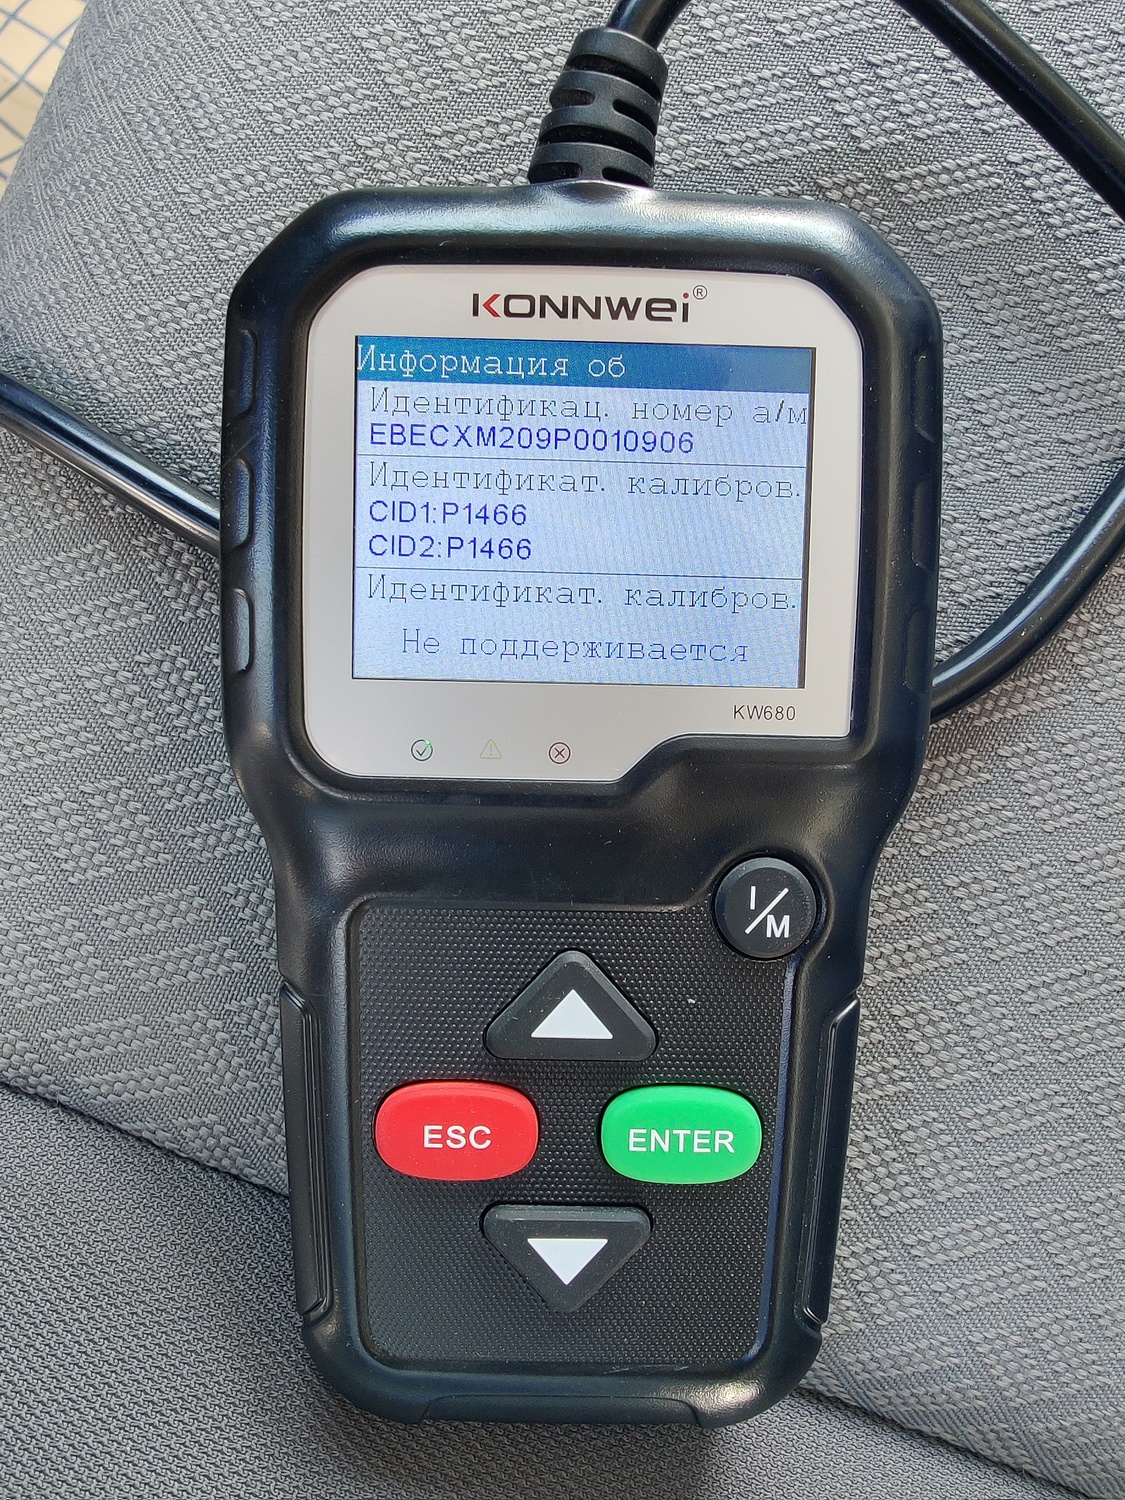 KONNWEI®
Информация об
Идентификац. номер а/м
EBECXM209P0010906
Идентификат. калибров.
CID1:P1466
CID2:P1466
Идентификат. калибров.
Не поддерживается
KW680
I/M
ESC
ENTER